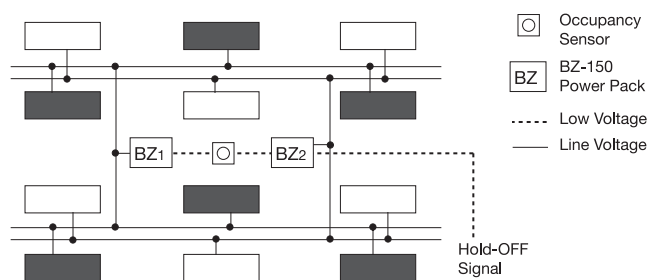 Occupancy
Sensor
BZ
BZ-150
Power Pack
Low Voltage
Line Voltage
BZ1
BZ2
Hold-OFF
Signal